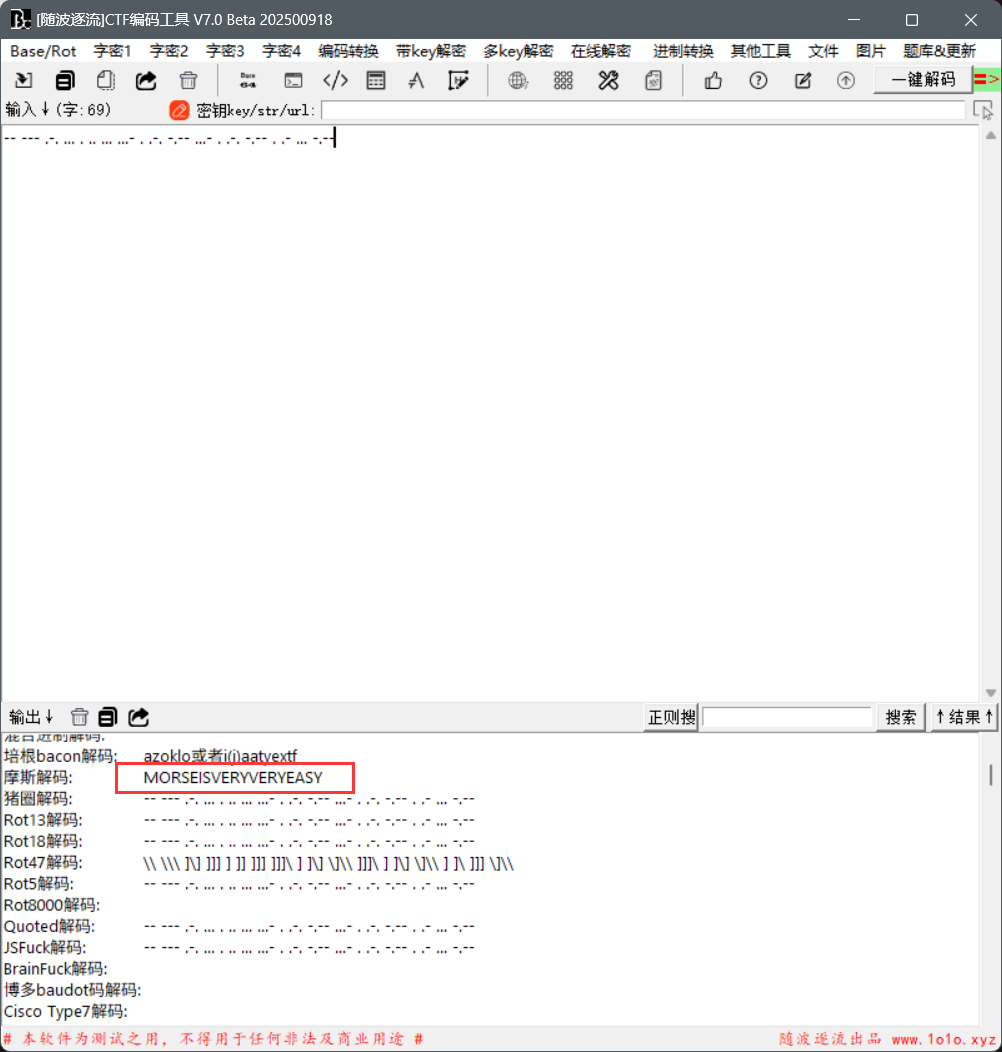 [随波逐流]CTF编码工具 V7.0 Beta 202500918
Base/Rot 字密1 字密2 字密3 字密4 编码转换 带key解密 多key解密 在线解密 进制转换 其他工具 文件 图片 题库&更新
Base 64 一键解码 =>
输入↓(字:69) 密钥key/str/url:
-- --- .-. ... . .. ... ...- . .-. -.-- ...- . .-. -.-- . .- ... -.--
输出↓ 正则搜 搜索 ↑结果↑
混合进制解码:
培根bacon解码: azoklo或者i(j)aatyextf
摩斯解码: MORSEISVERYVERYEASY
猪圈解码: -- --- .-. ... . .. ... ...- . .-. -.-- ...- . .-. -.-- . .- ... -.--
Rot13解码: -- --- .-. ... . .. ... ...- . .-. -.-- ...- . .-. -.-- . .- ... -.--
Rot18解码: -- --- .-. ... . .. ... ...- . .-. -.-- ...- . .-. -.-- . .- ... -.--
Rot47解码: \\ \\\ ]\] ]]] ] ]] ]]] ]]]\ ] ]\] \]\\ ]]]\ ] ]\] \]\\ ] ]\ ]]] \]\\
Rot5解码: -- --- .-. ... . .. ... ...- . .-. -.-- ...- . .-. -.-- . .- ... -.--
Rot8000解码:
Quoted解码: -- --- .-. ... . .. ... ...- . .-. -.-- ...- . .-. -.-- . .- ... -.--
JSFuck解码: -- --- .-. ... . .. ... ...- . .-. -.-- ...- . .-. -.-- . .- ... -.--
BrainFuck解码:
博多baudot码解码:
Cisco Type7解码:
# 本软件为测试之用, 不得用于任何非法及商业用途 # 随波逐流出品 www.1o1o.xyz